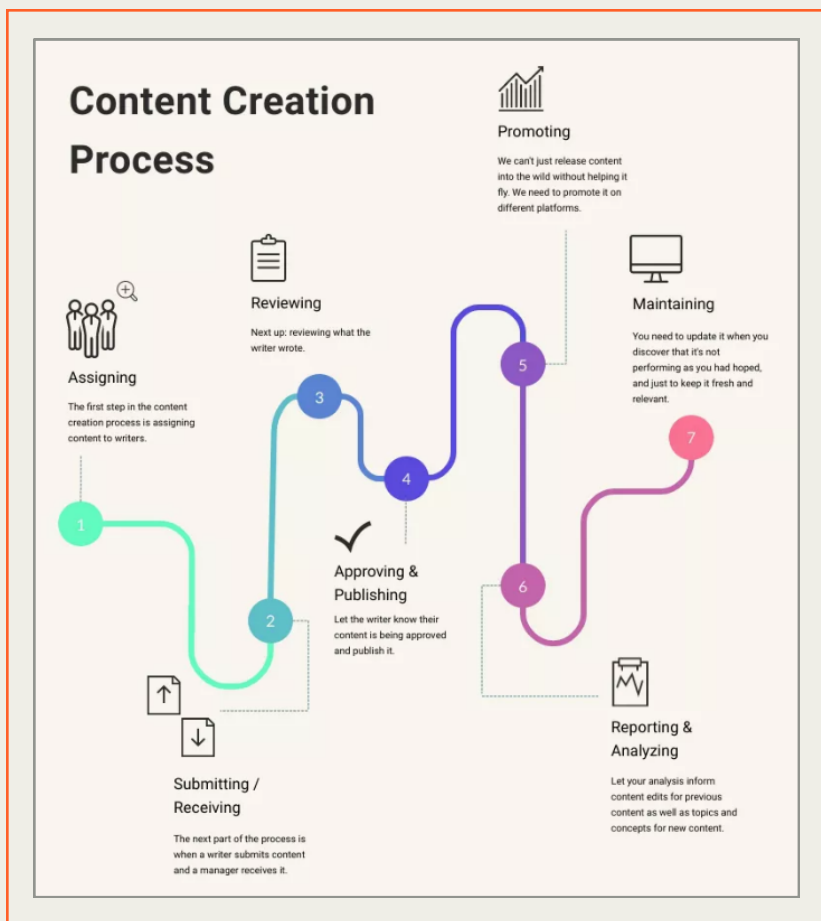 Content Creation
Process
1
Assigning
The first step in the content
creation process is assigning
content to writers.
2
Submitting /
Receiving
The next part of the process is
when a writer submits content
and a manager receives it.
3
Reviewing
Next up: reviewing what the
writer wrote.
4
Approving &
Publishing
Let the writer know their
content is being approved
and publish it.
5
Promoting
We can't just release content
into the wild without helping it
fly. We need to promote it on
different platforms.
6
Reporting &
Analyzing
Let your analysis inform
content edits for previous
content as well as topics and
concepts for new content.
7
Maintaining
You need to update it when you
discover that it's not
performing as you had hoped,
and just to keep it fresh and
relevant.